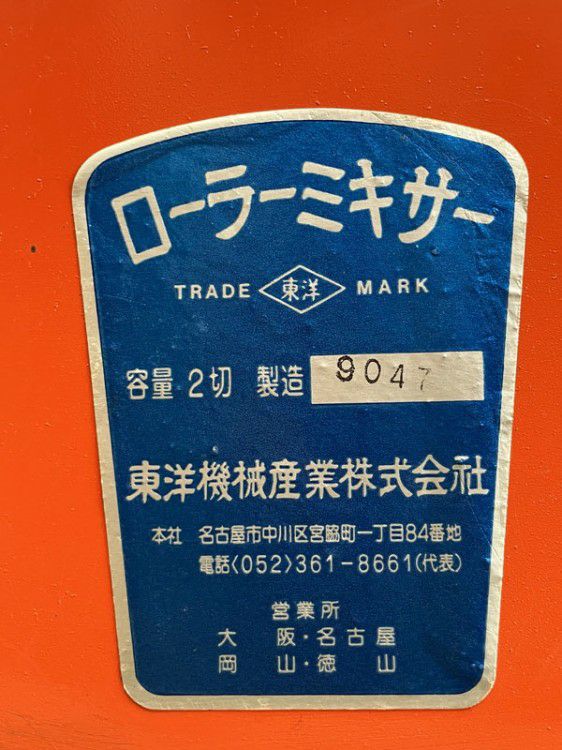 ローラーミキサー
TRADE 東洋 MARK
容量 2切 製造 9047
東洋機械産業株式会社
本社 名古屋市中川区宮脇町一丁目84番地
電話〈052〉361-8661(代表)
営業所
大阪・名古屋
岡山・徳山